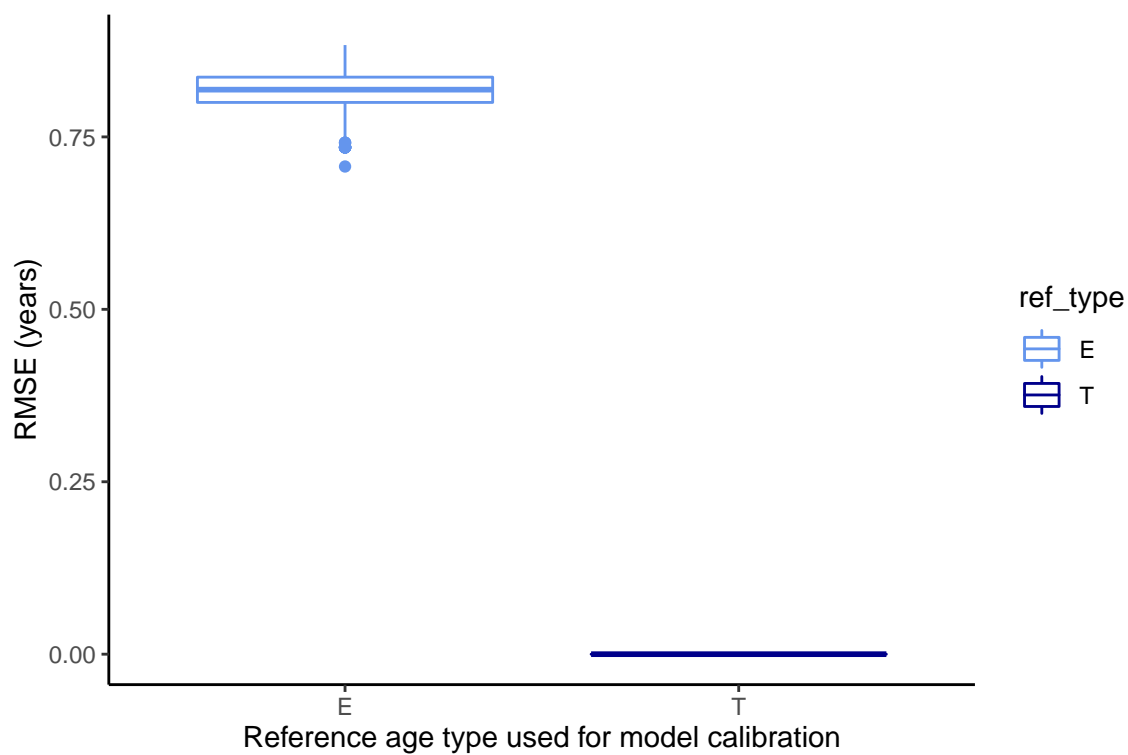 0.75
0.50
0.25
0.00
RMSE (years)
E
T
Reference age type used for model calibration
ref_type
E
T